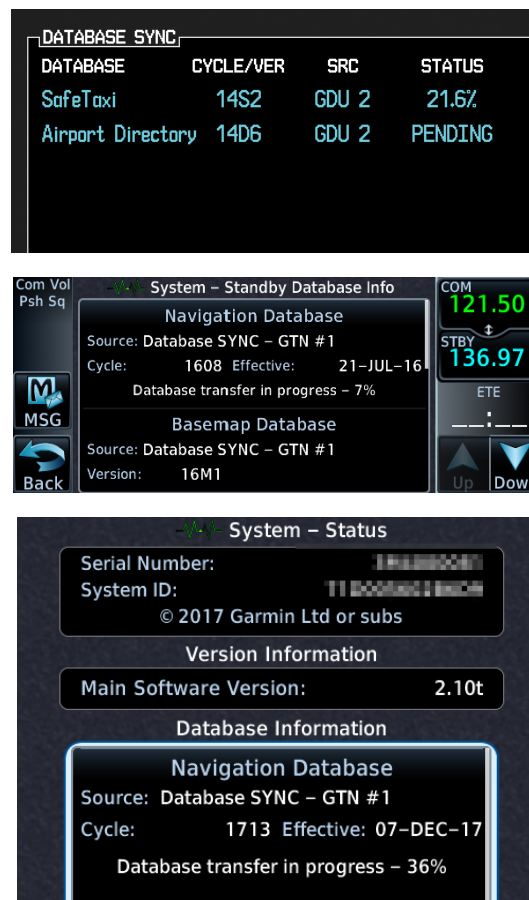 DATABASE SYNC
DATABASE CYCLE/VER SRC STATUS
SafeTaxi 14S2 GDU 2 21.6%
Airport Directory 14D6 GDU 2 PENDING
Com Vol
Psh Sq
System – Standby Database Info
Navigation Database
Source: Database SYNC – GTN #1
Cycle: 1608 Effective: 21-JUL-16
Database transfer in progress – 7%
Basemap Database
Source: Database SYNC – GTN #1
Version: 16M1
MSG
Back
COM
121.50
STBY
136.97
ETE
__:__
Up
Dow
System – Status
Serial Number:
System ID:
© 2017 Garmin Ltd or subs
Version Information
Main Software Version: 2.10t
Database Information
Navigation Database
Source: Database SYNC – GTN #1
Cycle: 1713 Effective: 07-DEC-17
Database transfer in progress – 36%